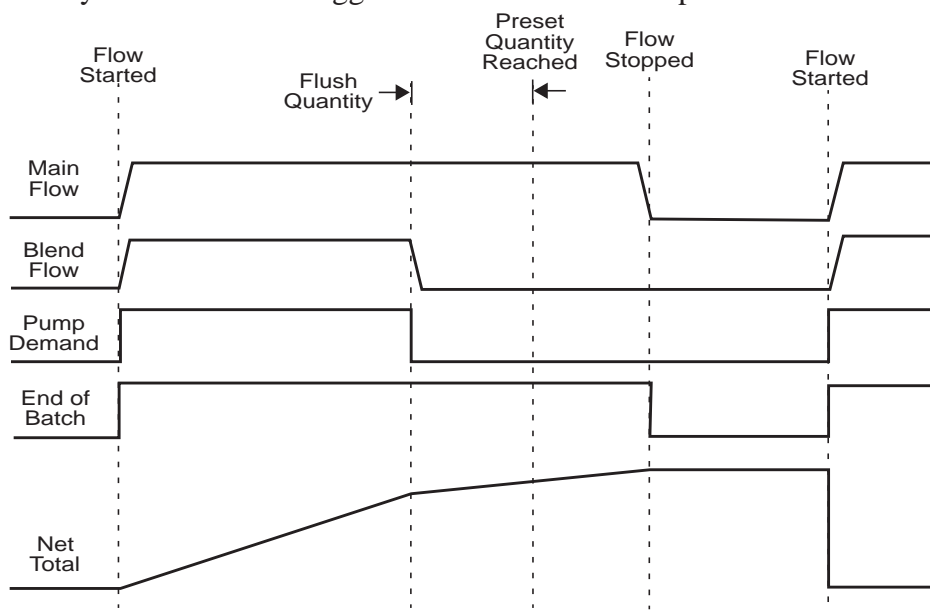 Preset
Quantity
Reached
Flow
Started
Flow
Stopped
Flow
Started
Flush
Quantity
Main
Flow
Blend
Flow
Pump
Demand
End of
Batch
Net
Total